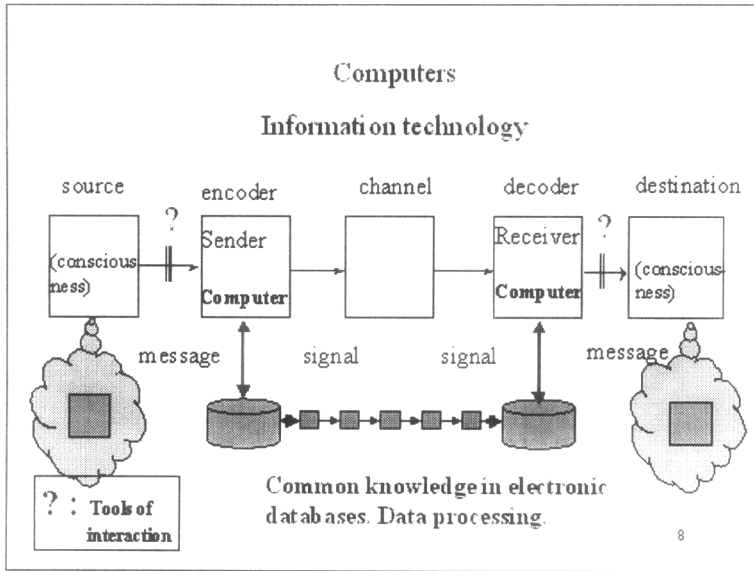 Computers
Information technology
source
encoder
channel
decoder
destination
?
?
(conscious
ness)
Sender
Computer
Receiver
Computer
(conscious-
ness)
message
signal
signal
message
? : Tools of
interaction
Common knowledge in electronic
databases. Data processing.
8